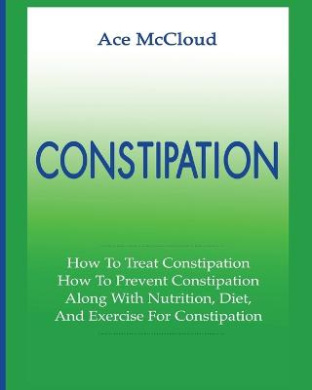 Ace McCloud
CONSTIPATION
How To Treat Constipation
How To Prevent Constipation
Along With Nutrition, Diet,
And Exercise For Constipation